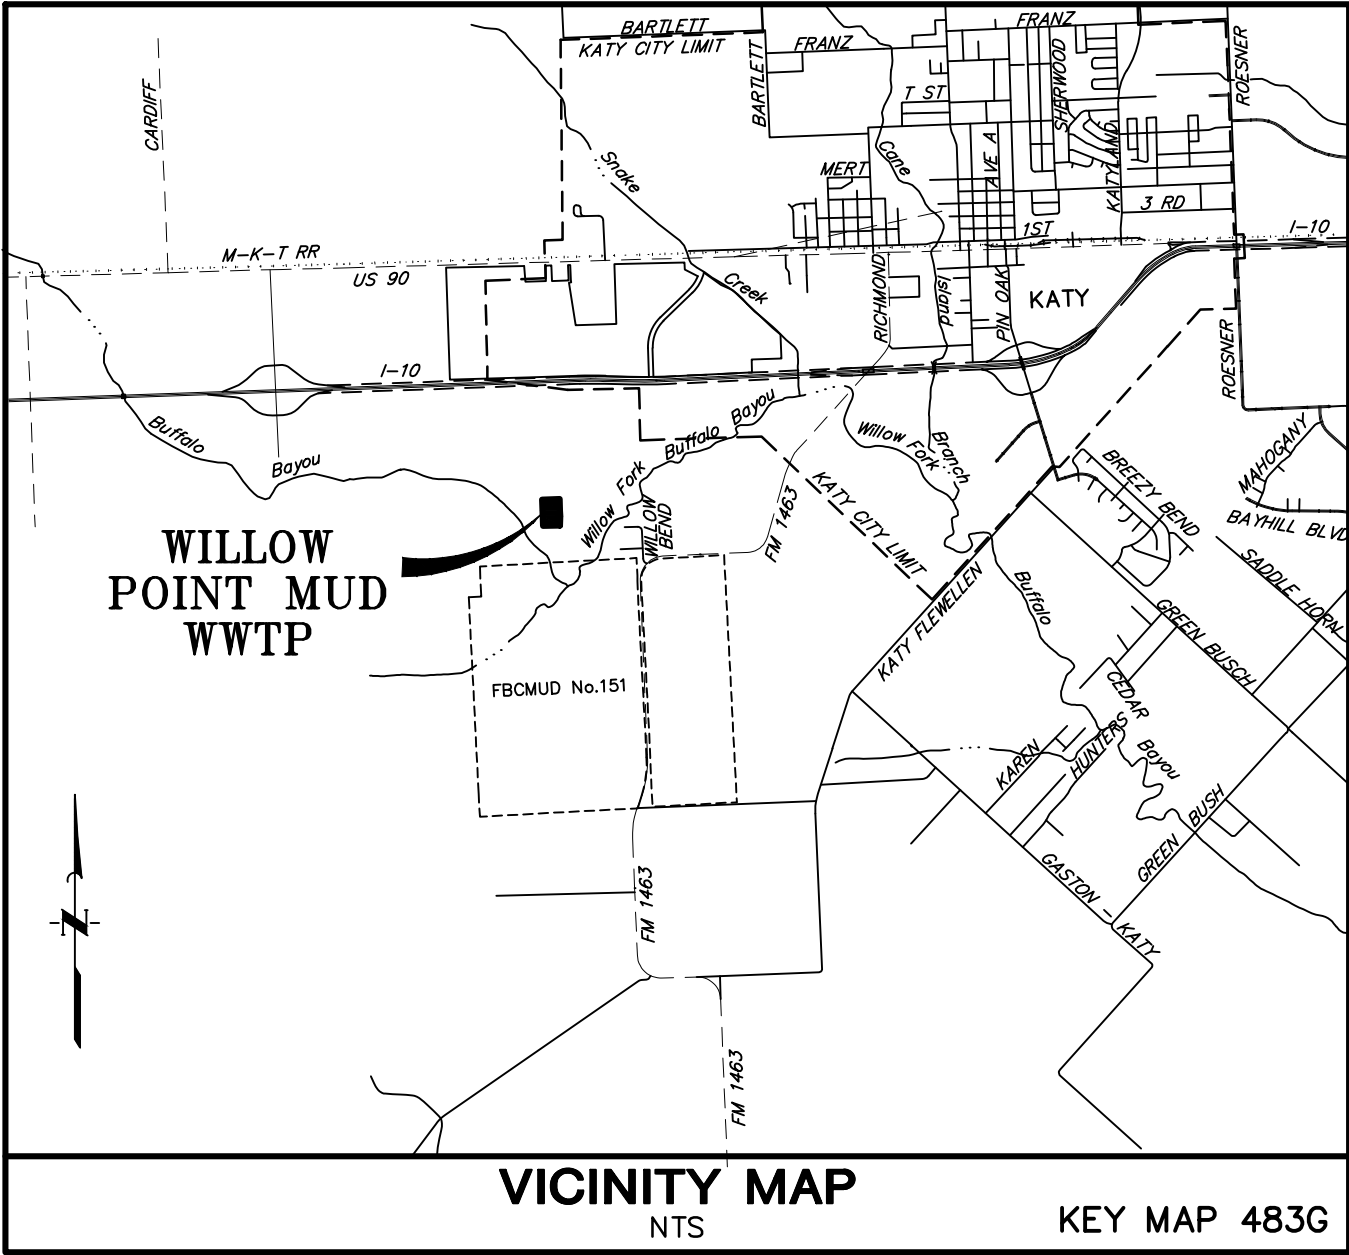 BARTLETT
KATY CITY LIMIT
BARTLETT
FRANZ
FRANZ
ROESNER
CARDIFF
T ST
SHERWOOD
Snake
MERT
Cane
AVE A
KATYLAND
3 RD
1ST
I-10
M-K-T RR
US 90
Creek
RICHMOND
Island
PIN OAK
KATY
ROESNER
I-10
Buffalo
Bayou
Willow Fork Buffalo Bayou
Willow Fork
Branch
KATY CITY LIMIT
BREEZY BEND
MAHOGANY
BAYHILL BLVD
SADDLE HORN
WILLOW
POINT MUD
WWTP
WILLOW
BEND
FM 1463
KATY FLEWELLEN
Buffalo
GREEN BUSCH
FBCMUD No.151
CEDAR
HUNTERS
KAREN
Bayou
GREEN BUSH
GASTON - KATY
FM 1463
FM 1463
N
VICINITY MAP
NTS
KEY MAP 483G